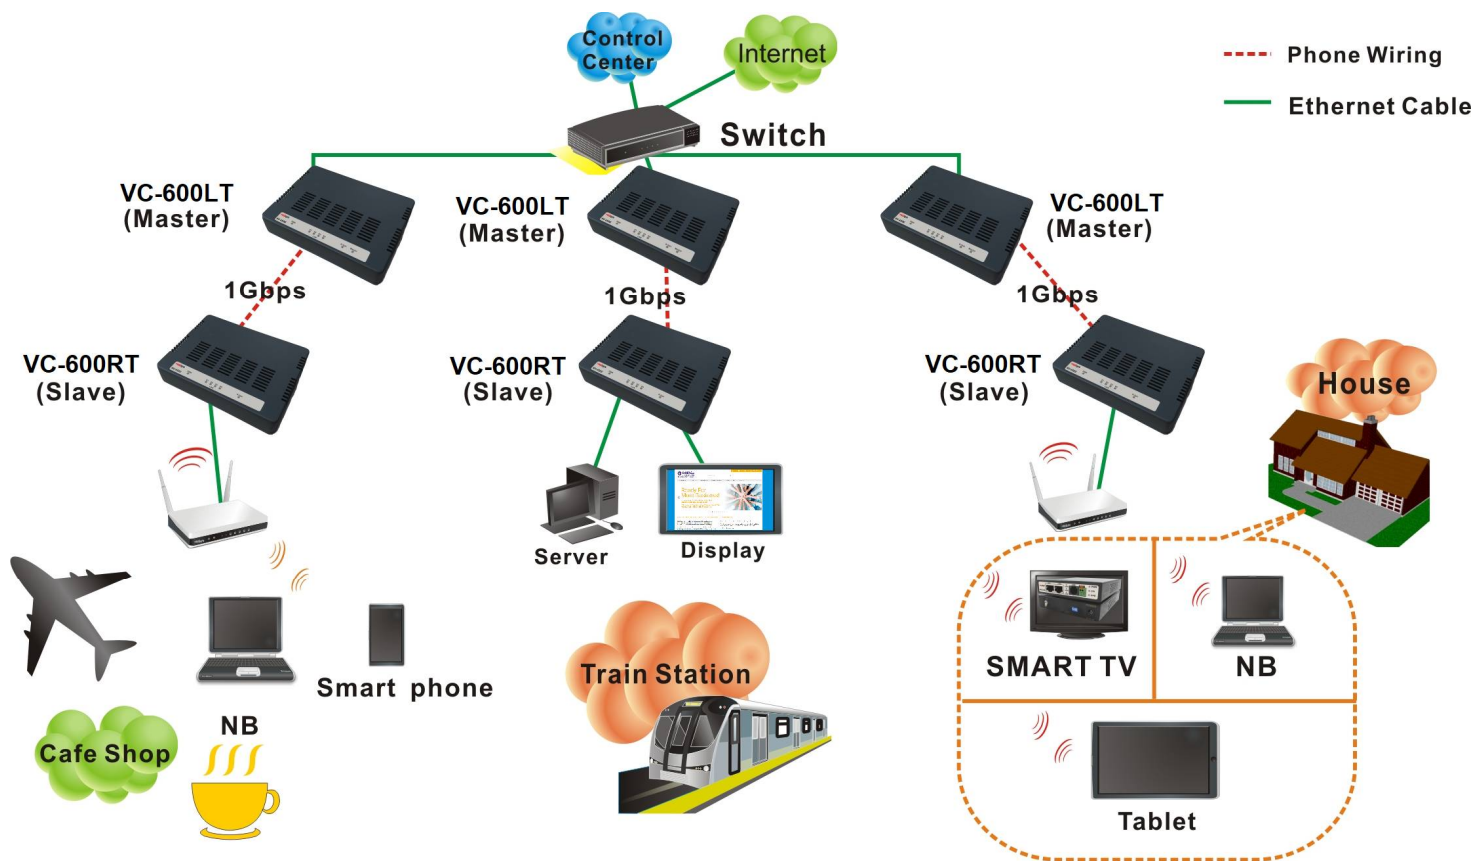 Control
Center
Internet
Phone Wiring
Ethernet Cable
Switch
VC-600LT
(Master)
VC-600LT
(Master)
VC-600LT
(Master)
1Gbps
1Gbps
1Gbps
VC-600RT
(Slave)
VC-600RT
(Slave)
VC-600RT
(Slave)
House
Server
Display
SMART TV
NB
Smart phone
Train Station
NB
Cafe Shop
Tablet